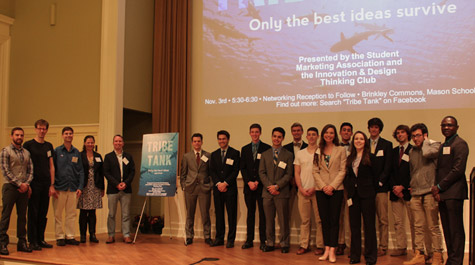 Only the best ideas survive
Presented by the Student
Marketing Association and
the Innovation & Design
Thinking Club
Nov. 3rd • 5:30-6:30 • Networking Reception to Follow • Brinkley Commons, Mason School
Find out more: Search "Tribe Tank" on Facebook
TRIBE
TANK